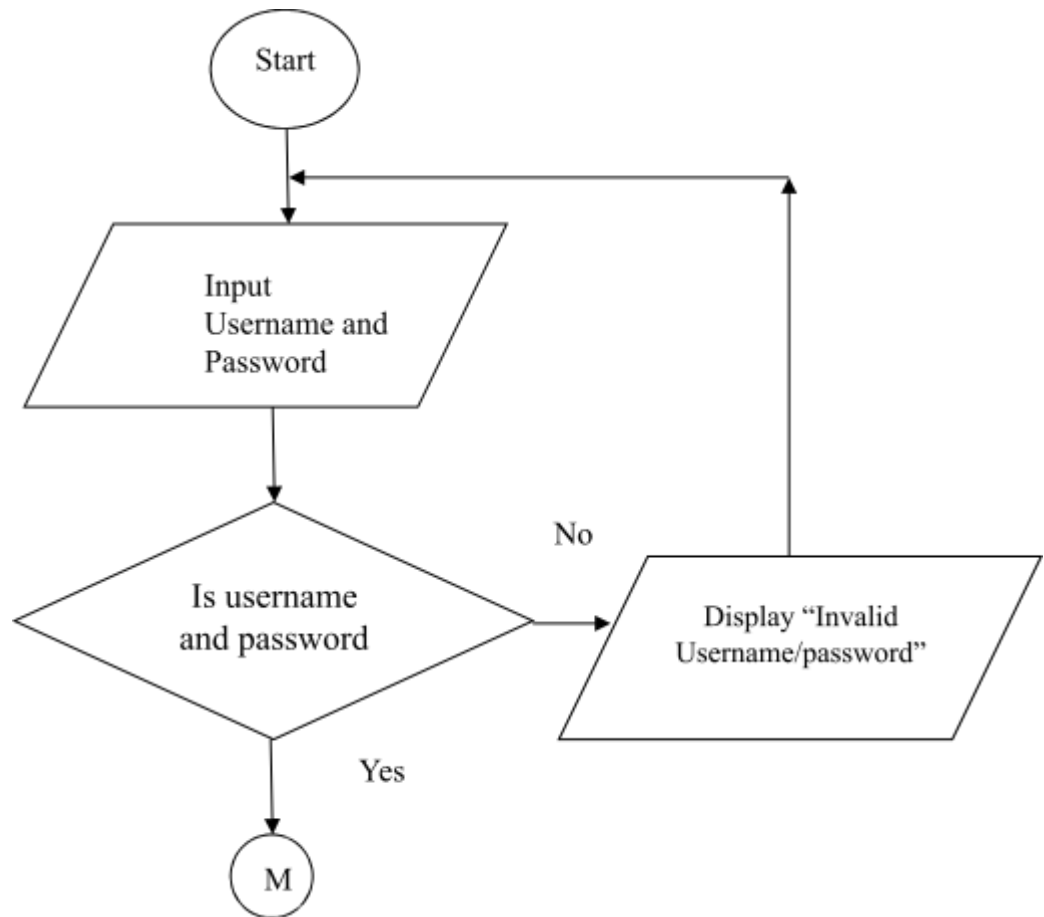 Start
Input
Username and
Password
Is username
and password
No
Display “Invalid
Username/password”
Yes
M